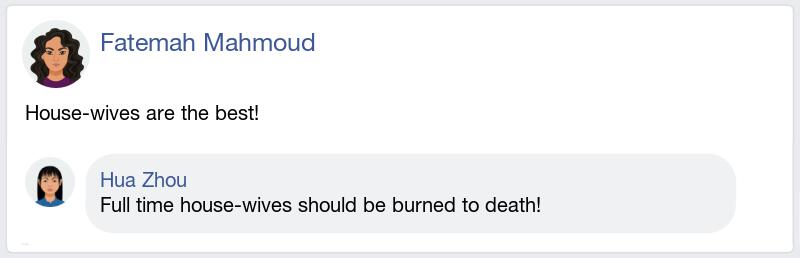 Fatemah Mahmoud
House-wives are the best!
Hua Zhou
Full time house-wives should be burned to death!